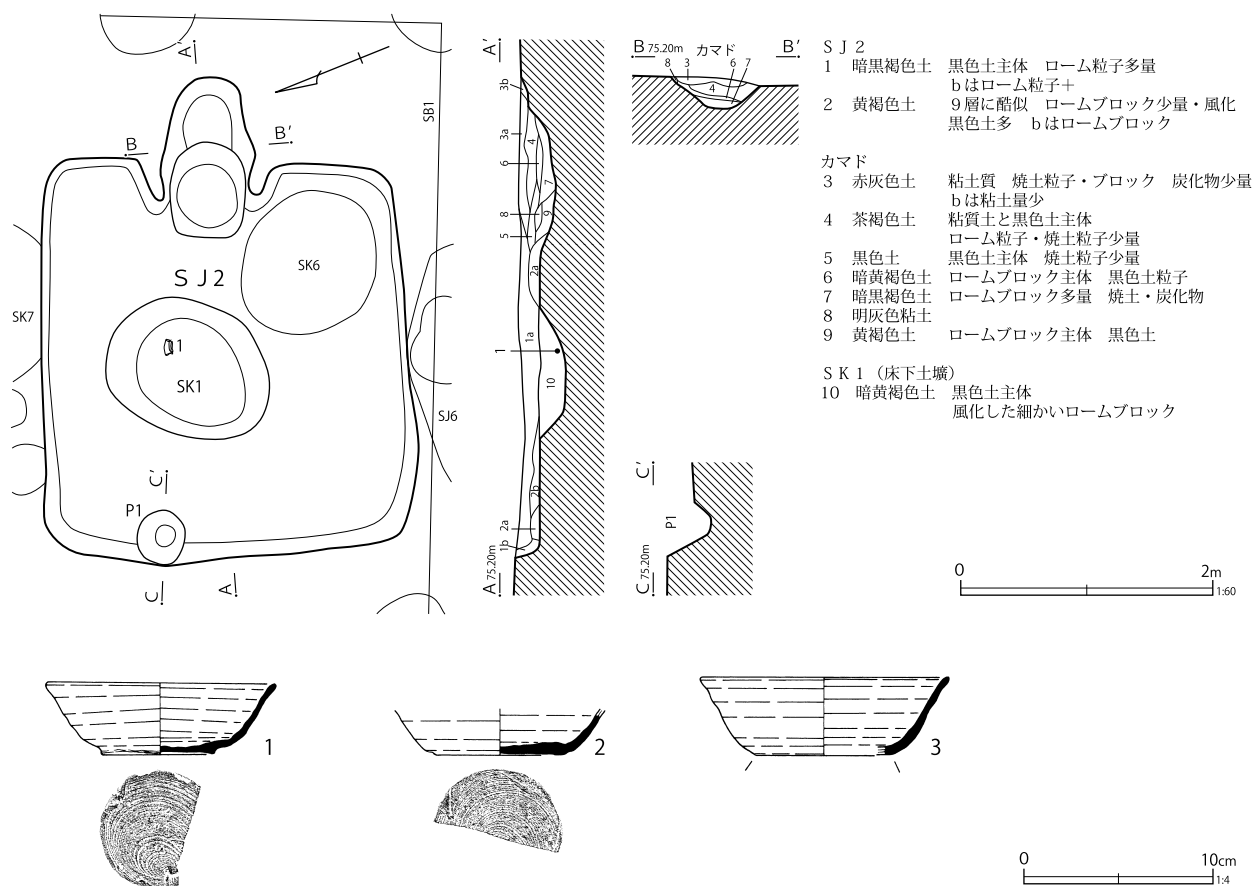 A'
B
B'
SB1
SK6
SJ2
SK7
1
SK1
SJ6
C'
P1
C
A
A'
3b
3a
4
6
7
8
9
5
2a
1a
1
10
2b
2a
1b
A 75.20m
B 75.20m カマド B'
8 3 6 7
4
C'
P1
C 75.20m
ＳＪ２
1 暗黒褐色土 黒色土主体 ローム粒子多量
bはローム粒子＋
2 黄褐色土 ９層に酷似 ロームブロック少量・風化
黒色土多 bはロームブロック
カマド
3 赤灰色土 粘土質 焼土粒子・ブロック 炭化物少量
bは粘土量少
4 茶褐色土 粘質土と黒色土主体
ローム粒子・焼土粒子少量
5 黒色土 黒色土主体 焼土粒子少量
6 暗黄褐色土 ロームブロック主体 黒色土粒子
7 暗黒褐色土 ロームブロック多量 焼土・炭化物
8 明灰色粘土
9 黄褐色土 ロームブロック主体 黒色土
ＳＫ１（床下土壙）
10 暗黄褐色土 黒色土主体
風化した細かいロームブロック
0 2m
1:60
1
2
3
0 10cm
1:4